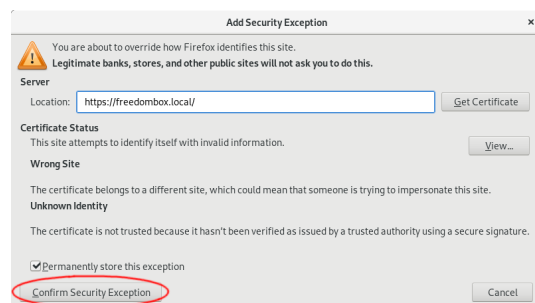 Add Security Exception
×
You are about to override how Firefox identifies this site.
Legitimate banks, stores, and other public sites will not ask you to do this.
Server
Location: https://freedombox.local/ Get Certificate
Certificate Status
This site attempts to identify itself with invalid information. View...
Wrong Site
The certificate belongs to a different site, which could mean that someone is trying to impersonate this site.
Unknown Identity
The certificate is not trusted because it hasn't been verified as issued by a trusted authority using a secure signature.
Permanently store this exception
Confirm Security Exception Cancel